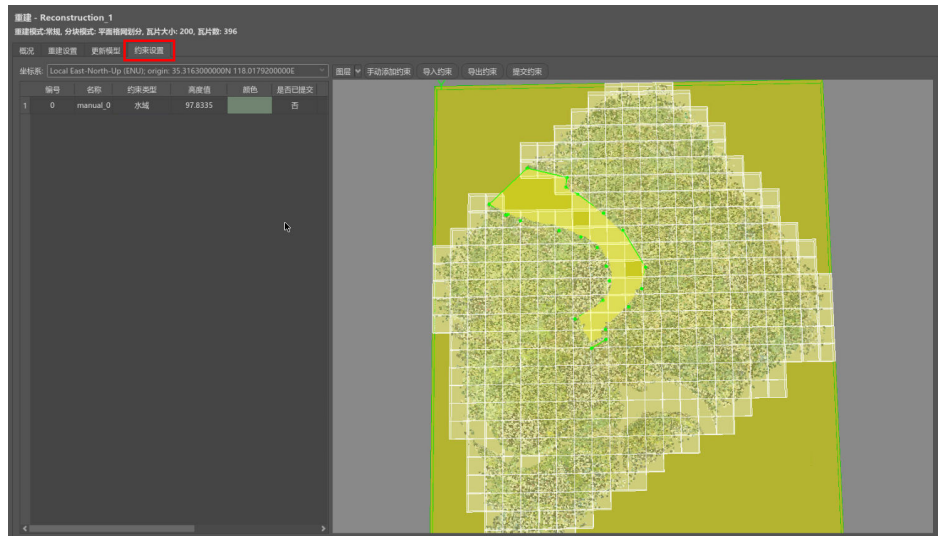 重建 - Reconstruction_1
重建模式:常规, 分块模式: 平面格网划分, 瓦片大小: 200, 瓦片数: 396
概况 重建设置 更新模型 约束设置
坐标系: Local East-North-Up (ENU); origin: 35.3163000000N 118.0179200000E 图层 手动添加约束 导入约束 导出约束 提交约束
编号 名称 约束类型 高度值 颜色 是否已提交
1 0 manual_0 水域 97.8335 否